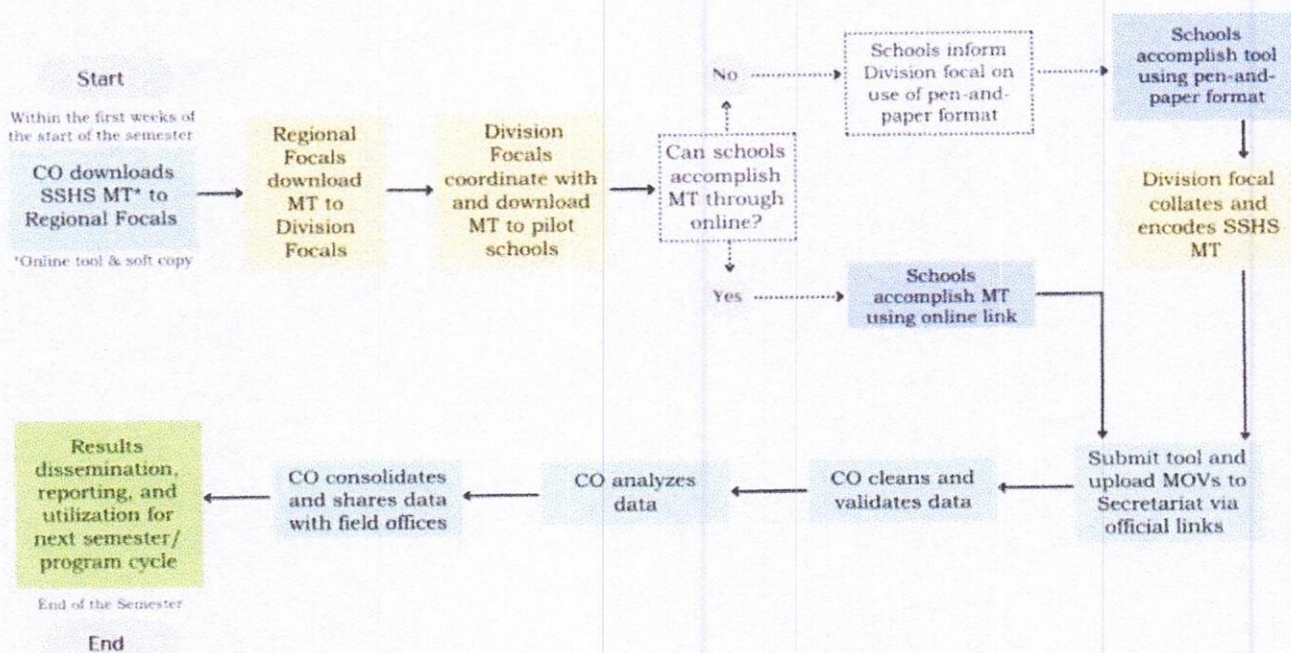 Start
Within the first weeks of
the start of the semester
CO downloads
SSHS MT* to
Regional Focals
*Online tool & soft copy
Regional
Focals
download
MT to
Division
Focals
Division
Focals
coordinate with
and download
MT to pilot
schools
Can schools
accomplish
MT through
online?
No
Schools inform
Division focal on
use of pen-and-
paper format
Schools
accomplish tool
using pen-and-
paper format
Division focal
collates and
encodes SSHS
MT
Yes
Schools
accomplish MT
using online link
Submit tool and
upload MOVs to
Secretariat via
official links
CO cleans and
validates data
CO analyzes
data
CO consolidates
and shares data
with field offices
Results
dissemination,
reporting, and
utilization for
next semester/
program cycle
End of the Semester
End